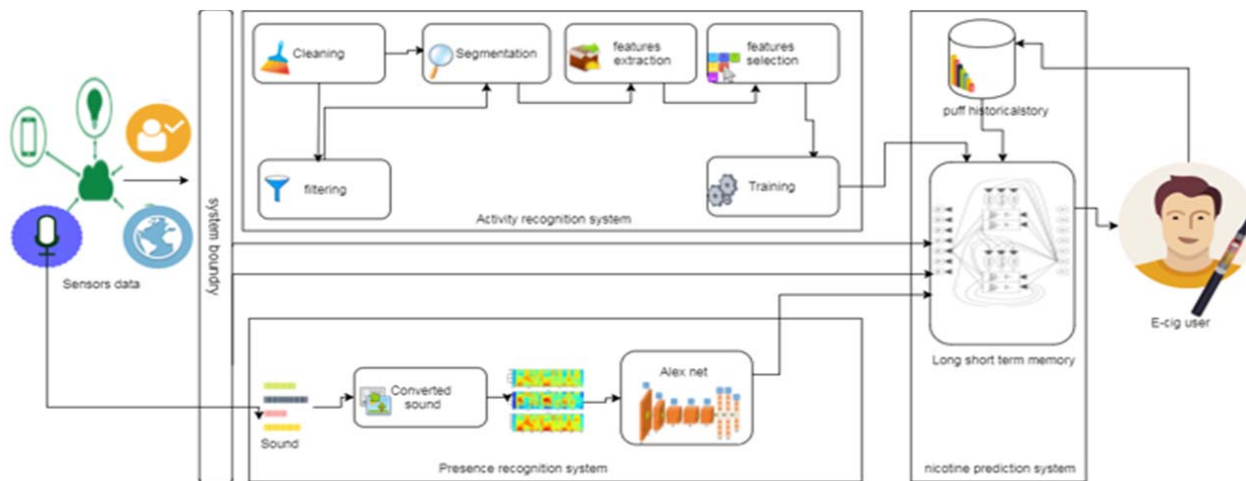 Cleaning
Segmentation
features
extraction
features
selection
filtering
Training
Activity recognition system
puff historicalstory
Sensors data
system boundry
E-cig user
Long short term memory
Sound
Converted
sound
Alex net
Presence recognition system
nicotine prediction system